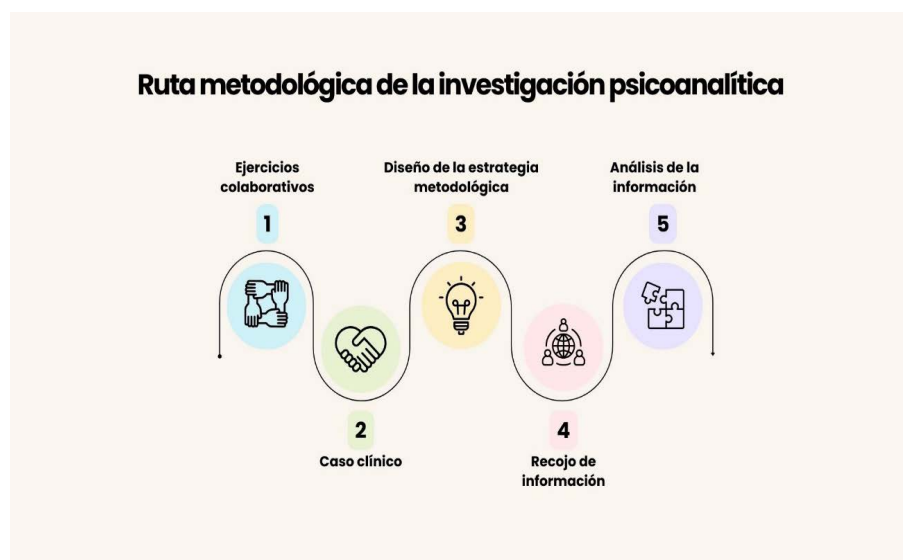 Ruta metodológica de la investigación psicoanalítica
Ejercicios
colaborativos
1
2
Caso clínico
Diseño de la estrategia
metodológica
3
4
Recojo de
información
Análisis de la
información
5